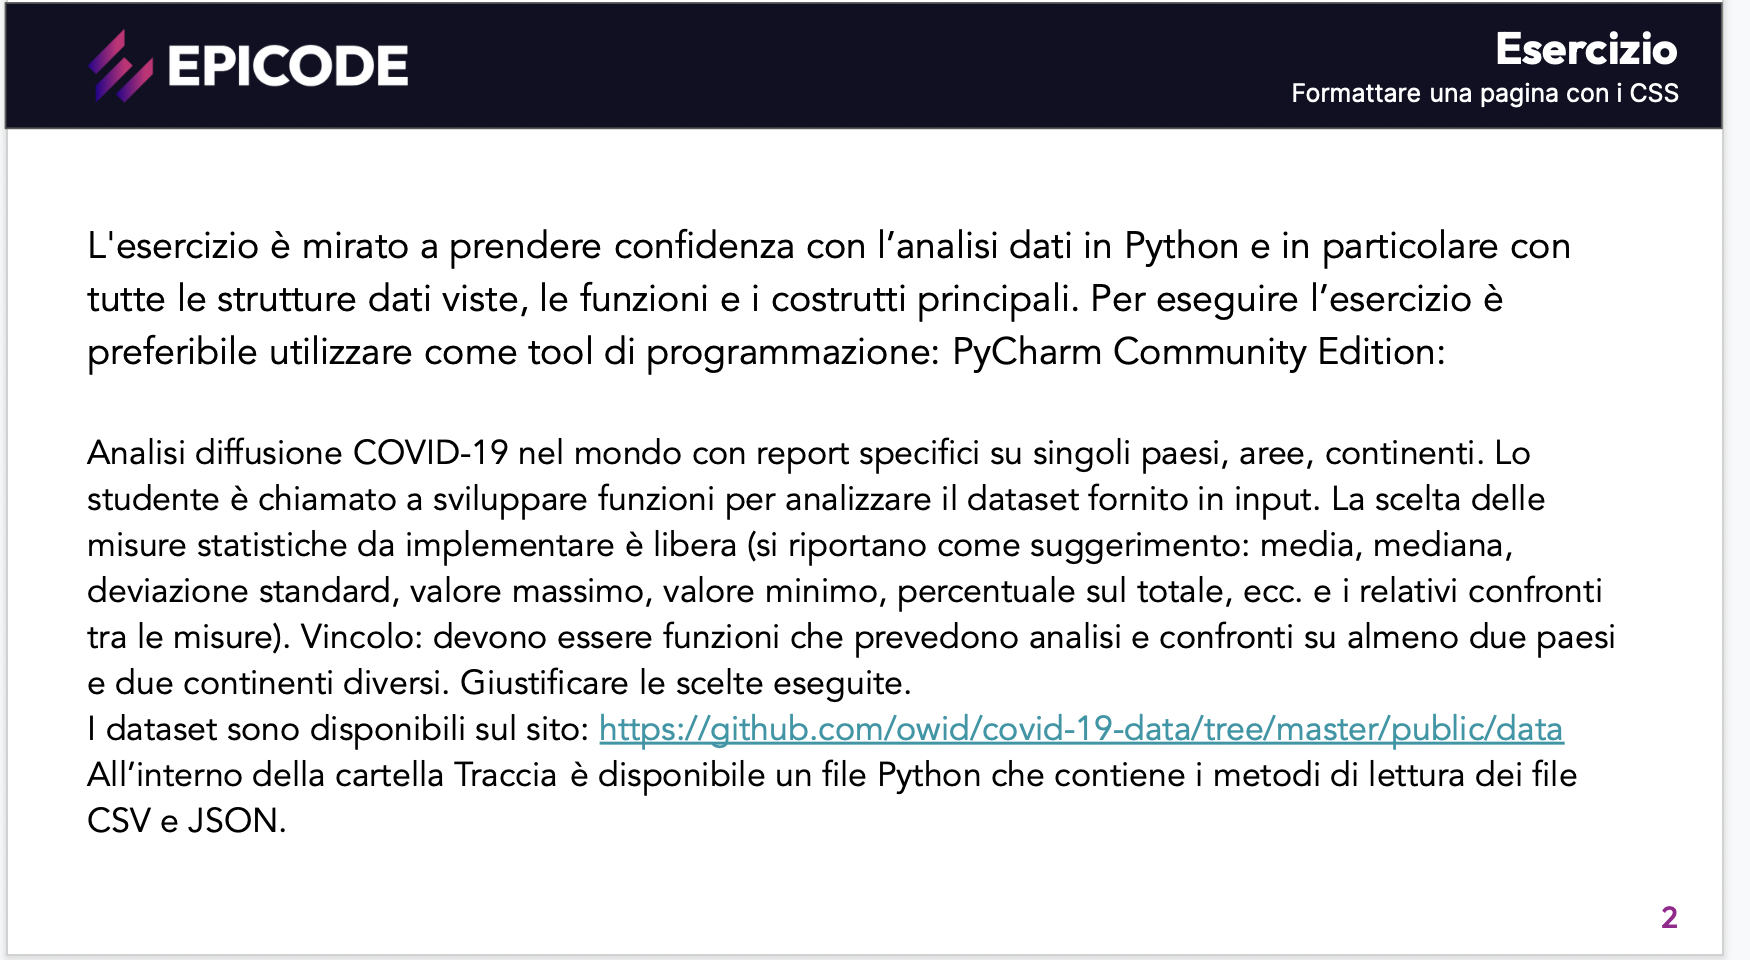 EPICODE
Esercizio
Formattare una pagina con i CSS
L'esercizio è mirato a prendere confidenza con l’analisi dati in Python e in particolare con
tutte le strutture dati viste, le funzioni e i costrutti principali. Per eseguire l’esercizio è
preferibile utilizzare come tool di programmazione: PyCharm Community Edition:
Analisi diffusione COVID-19 nel mondo con report specifici su singoli paesi, aree, continenti. Lo
studente è chiamato a sviluppare funzioni per analizzare il dataset fornito in input. La scelta delle
misure statistiche da implementare è libera (si riportano come suggerimento: media, mediana,
deviazione standard, valore massimo, valore minimo, percentuale sul totale, ecc. e i relativi confronti
tra le misure). Vincolo: devono essere funzioni che prevedono analisi e confronti su almeno due paesi
e due continenti diversi. Giustificare le scelte eseguite.
I dataset sono disponibili sul sito: https://github.com/owid/covid-19-data/tree/master/public/data
All’interno della cartella Traccia è disponibile un file Python che contiene i metodi di lettura dei file
CSV e JSON.
2